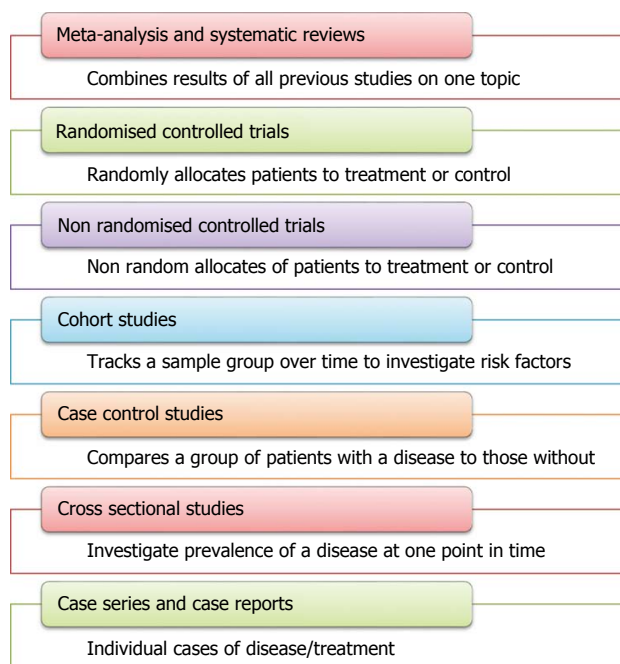 Meta-analysis and systematic reviews
Combines results of all previous studies on one topic
Randomised controlled trials
Randomly allocates patients to treatment or control
Non randomised controlled trials
Non random allocates of patients to treatment or control
Cohort studies
Tracks a sample group over time to investigate risk factors
Case control studies
Compares a group of patients with a disease to those without
Cross sectional studies
Investigate prevalence of a disease at one point in time
Case series and case reports
Individual cases of disease/treatment